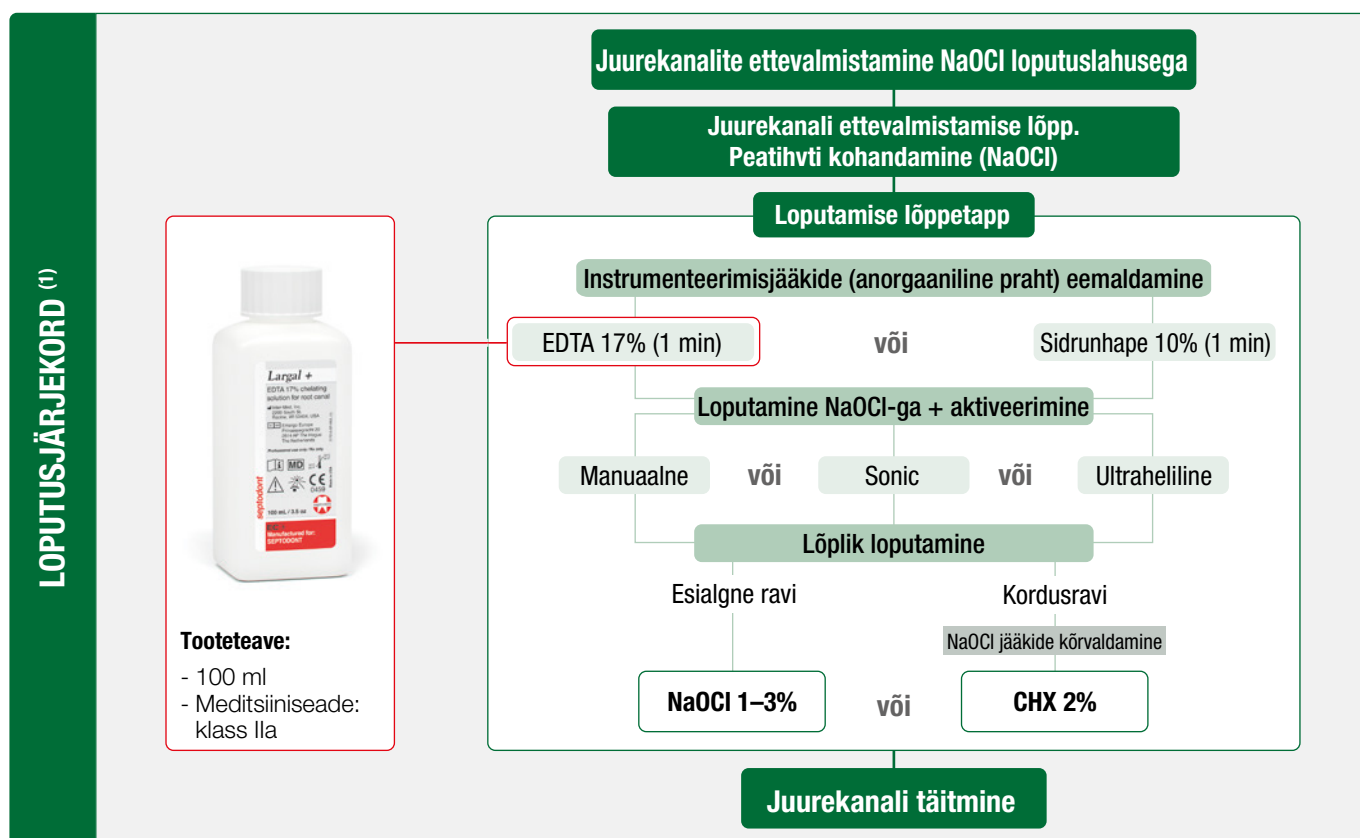 LOPUTUSJÄRJEKORD (1)
Juurekanalite ettevalmistamine NaOCl loputuslahusega
Juurekanali ettevalmistamise lõpp.
Peatihvti kohandamine (NaOCl)
Loputamise lõppetapp
Instrumenteerimisjääkide (anorgaaniline praht) eemaldamine
EDTA 17% (1 min)
või
Sidrunhape 10% (1 min)
Loputamine NaOCl-ga + aktiveerimine
Manuaalne
või
Sonic
või
Ultraheliline
Lõplik loputamine
Esialgne ravi
Kordusravi
NaOCl jääkide kõrvaldamine
NaOCl 1–3%
või
CHX 2%
Juurekanali täitmine
Largal +
EDTA 17% chelating
solution for root canal
MD
CE
0459
septodont
100 mL / 3.5 oz
Manufactured for:
SEPTODONT
Tooteteave:
- 100 ml
- Meditsiiniseade:
klass IIa